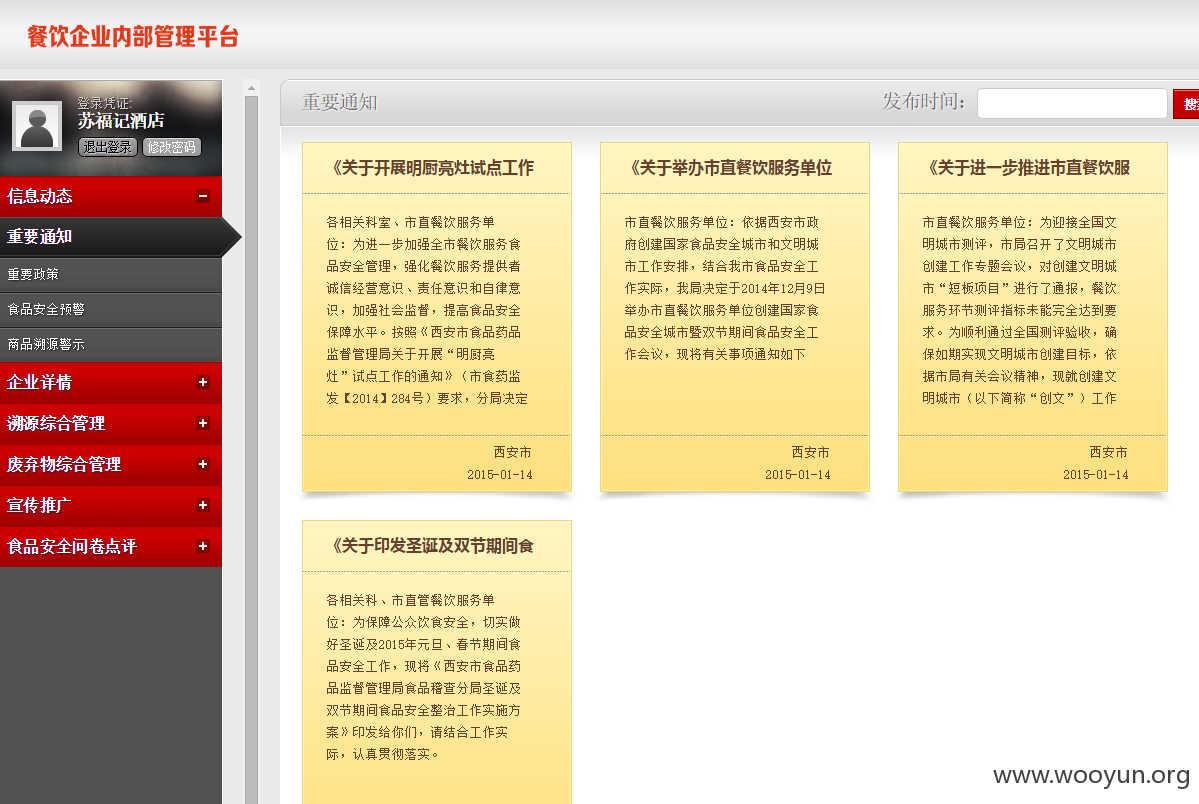 餐饮企业内部管理平台
登录凭证:
苏福记酒店
退出登录 修改密码
信息动态
重要通知
重要政策
食品安全预警
商品溯源警示
企业详情
溯源综合管理
废弃物综合管理
宣传推广
食品安全问卷点评
重要通知
发布时间：
《关于开展明厨亮灶试点工作
各相关科室、市直餐饮服务单
位：为进一步加强全市餐饮服务食
品安全管理，强化餐饮服务提供者
诚信经营意识、责任意识和自律意
识，加强社会监督，提高食品安全
保障水平。按照《西安市食品药品
监督管理局关于开展“明厨亮
灶”试点工作的通知》（市食药监
发【2014】284号）要求，分局决定
西安市
2015-01-14
《关于举办市直餐饮服务单位
市直餐饮服务单位：依据西安市政
府创建国家食品安全城市和文明城
市工作安排，结合我市食品安全工
作实际，我局决定于2014年12月9日
举办市直餐饮服务单位创建国家食
品安全城市暨双节期间食品安全工
作会议，现将有关事项通知如下
西安市
2015-01-14
《关于进一步推进市直餐饮服
市直餐饮服务单位：为迎接全国文
明城市测评，市局召开了文明城市
创建工作专题会议，对创建文明城
市“短板项目”进行了通报，餐饮
服务环节测评指标未能完全达到要
求。为顺利通过全国测评验收，确
保如期实现文明城市创建目标，依
据市局有关会议精神，现就创建文
明城市（以下简称“创文”）工作
西安市
2015-01-14
《关于印发圣诞及双节期间食
各相关科、市直管餐饮服务单
位：为保障公众饮食安全，切实做
好圣诞及2015年元旦、春节期间食
品安全工作，现将《西安市食品药
品监督管理局食品稽查分局圣诞及
双节期间食品安全整治工作实施方
案》印发给你们，请结合工作实
际，认真贯彻落实。
www.wooyun.org